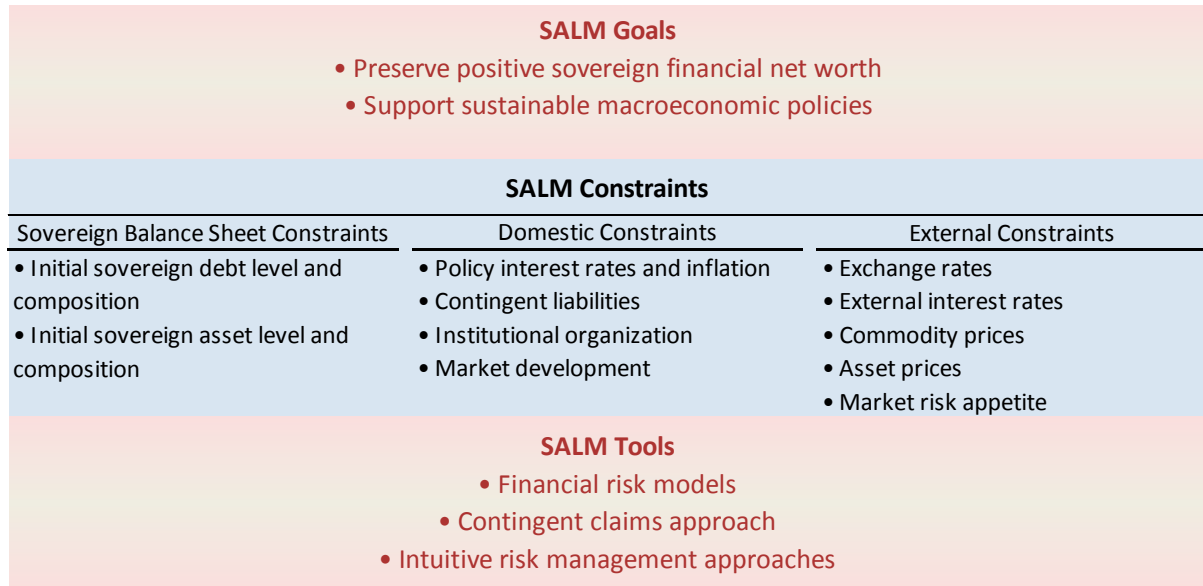 SALM Goals
• Preserve positive sovereign financial net worth
• Support sustainable macroeconomic policies
SALM Constraints
Sovereign Balance Sheet Constraints
• Initial sovereign debt level and
composition
• Initial sovereign asset level and
composition
Domestic Constraints
• Policy interest rates and inflation
• Contingent liabilities
• Institutional organization
• Market development
External Constraints
• Exchange rates
• External interest rates
• Commodity prices
• Asset prices
• Market risk appetite
SALM Tools
• Financial risk models
• Contingent claims approach
• Intuitive risk management approaches